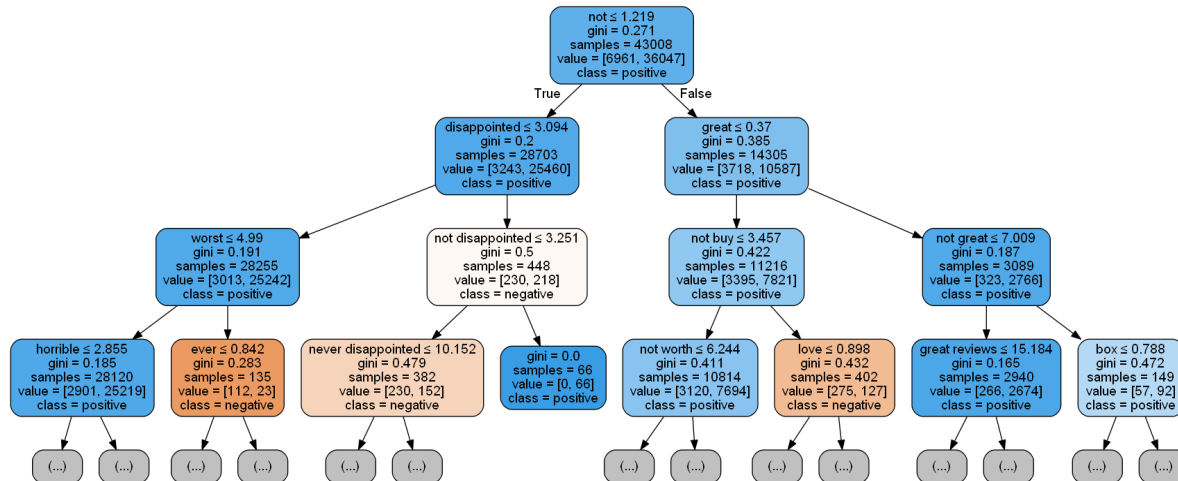 not ≤ 1.219
gini = 0.271
samples = 43008
value = [6961, 36047]
class = positive
True
False
disappointed ≤ 3.094
gini = 0.2
samples = 28703
value = [3243, 25460]
class = positive
great ≤ 0.37
gini = 0.385
samples = 14305
value = [3718, 10587]
class = positive
worst ≤ 4.99
gini = 0.191
samples = 28255
value = [3013, 25242]
class = positive
not disappointed ≤ 3.251
gini = 0.5
samples = 448
value = [230, 218]
class = negative
not buy ≤ 3.457
gini = 0.422
samples = 11216
value = [3395, 7821]
class = positive
not great ≤ 7.009
gini = 0.187
samples = 3089
value = [323, 2766]
class = positive
horrible ≤ 2.855
gini = 0.185
samples = 28120
value = [2901, 25219]
class = positive
ever ≤ 0.842
gini = 0.283
samples = 135
value = [112, 23]
class = negative
never disappointed ≤ 10.152
gini = 0.479
samples = 382
value = [230, 152]
class = negative
gini = 0.0
samples = 66
value = [0, 66]
class = positive
not worth ≤ 6.244
gini = 0.411
samples = 10814
value = [3120, 7694]
class = positive
love ≤ 0.898
gini = 0.432
samples = 402
value = [275, 127]
class = negative
great reviews ≤ 15.184
gini = 0.165
samples = 2940
value = [266, 2674]
class = positive
box ≤ 0.788
gini = 0.472
samples = 149
value = [57, 92]
class = positive
(...)
(...)
(...)
(...)
(...)
(...)
(...)
(...)
(...)
(...)
(...)
(...)
(...)
(...)